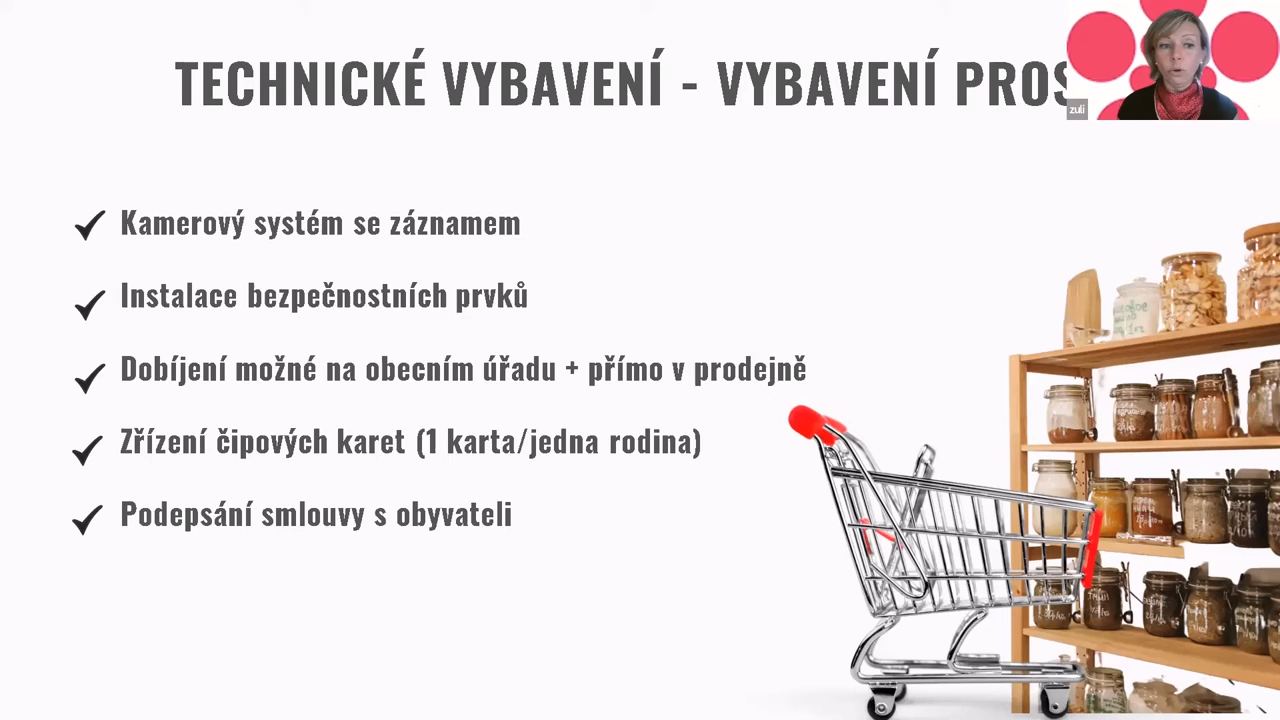 TECHNICKÉ VYBAVENÍ - VYBAVENÍ PROS
zuli
Kamerový systém se záznamem
Instalace bezpečnostních prvků
Dobíjení možné na obecním úřadu + přímo v prodejně
Zřízení čipových karet (1 karta/jedna rodina)
Podepsání smlouvy s obyvateli